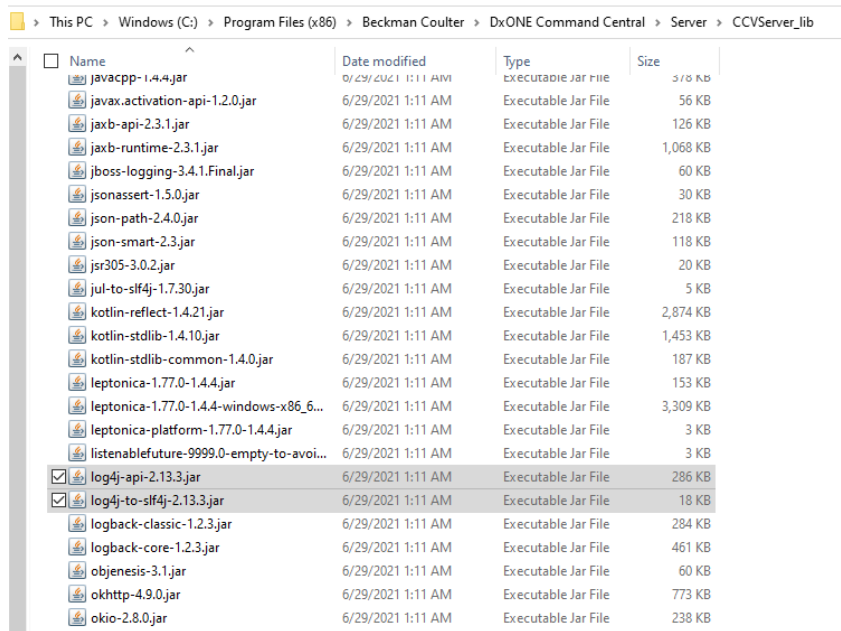 This PC > Windows (C:) > Program Files (x86) > Beckman Coulter > DxONE Command Central > Server > CCVServer_lib
Name Date modified Type Size
javacpp-1.4.4.jar 6/29/2021 1:11 AM Executable Jar File 378 KB
javax.activation-api-1.2.0.jar 6/29/2021 1:11 AM Executable Jar File 56 KB
jaxb-api-2.3.1.jar 6/29/2021 1:11 AM Executable Jar File 126 KB
jaxb-runtime-2.3.1.jar 6/29/2021 1:11 AM Executable Jar File 1,068 KB
jboss-logging-3.4.1.Final.jar 6/29/2021 1:11 AM Executable Jar File 60 KB
jsonassert-1.5.0.jar 6/29/2021 1:11 AM Executable Jar File 30 KB
json-path-2.4.0.jar 6/29/2021 1:11 AM Executable Jar File 218 KB
json-smart-2.3.jar 6/29/2021 1:11 AM Executable Jar File 118 KB
jsr305-3.0.2.jar 6/29/2021 1:11 AM Executable Jar File 20 KB
jul-to-slf4j-1.7.30.jar 6/29/2021 1:11 AM Executable Jar File 5 KB
kotlin-reflect-1.4.21.jar 6/29/2021 1:11 AM Executable Jar File 2,874 KB
kotlin-stdlib-1.4.10.jar 6/29/2021 1:11 AM Executable Jar File 1,453 KB
kotlin-stdlib-common-1.4.0.jar 6/29/2021 1:11 AM Executable Jar File 187 KB
leptonica-1.77.0-1.4.4.jar 6/29/2021 1:11 AM Executable Jar File 153 KB
leptonica-1.77.0-1.4.4-windows-x86_6... 6/29/2021 1:11 AM Executable Jar File 3,309 KB
leptonica-platform-1.77.0-1.4.4.jar 6/29/2021 1:11 AM Executable Jar File 3 KB
listenablefuture-9999.0-empty-to-avoi... 6/29/2021 1:11 AM Executable Jar File 3 KB
log4j-api-2.13.3.jar 6/29/2021 1:11 AM Executable Jar File 286 KB
log4j-to-slf4j-2.13.3.jar 6/29/2021 1:11 AM Executable Jar File 18 KB
logback-classic-1.2.3.jar 6/29/2021 1:11 AM Executable Jar File 284 KB
logback-core-1.2.3.jar 6/29/2021 1:11 AM Executable Jar File 461 KB
objenesis-3.1.jar 6/29/2021 1:11 AM Executable Jar File 60 KB
okhttp-4.9.0.jar 6/29/2021 1:11 AM Executable Jar File 773 KB
okio-2.8.0.jar 6/29/2021 1:11 AM Executable Jar File 238 KB